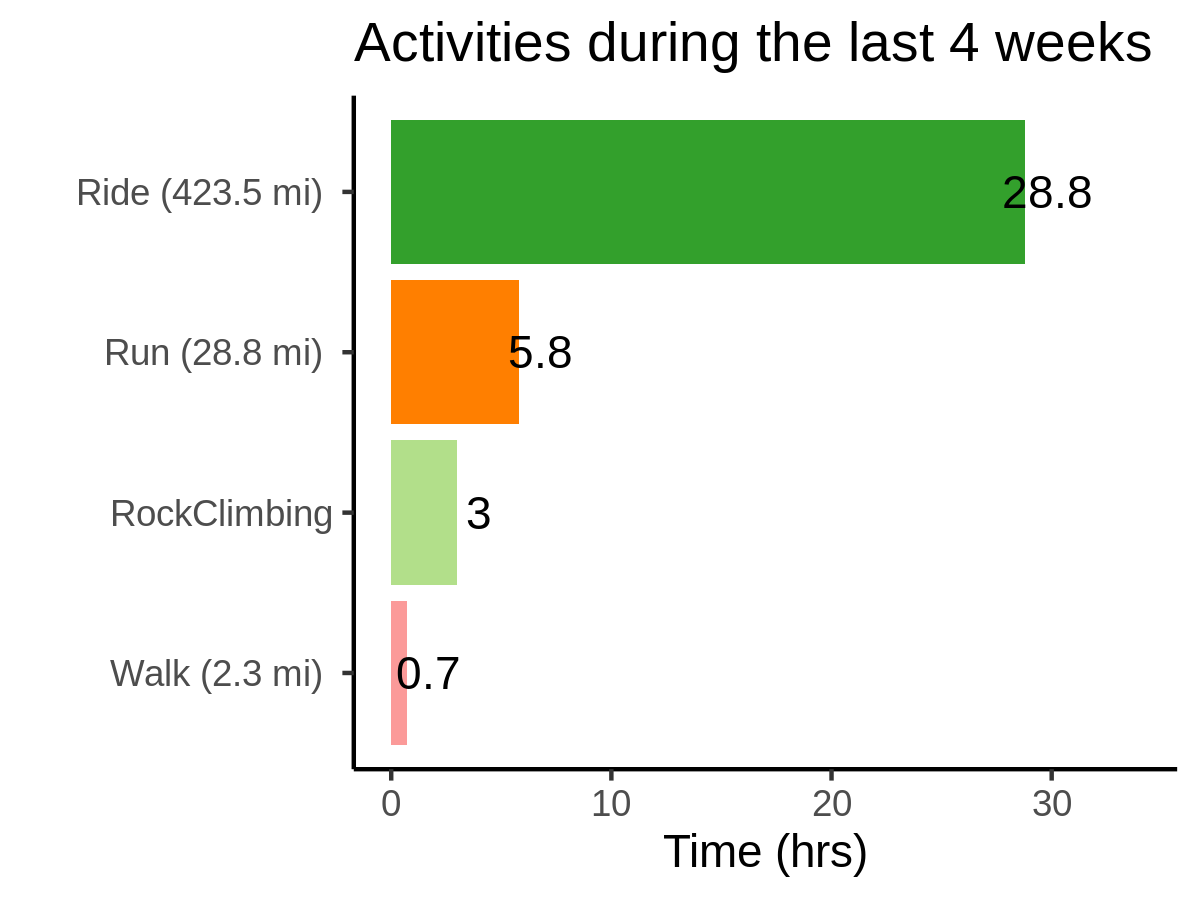 Activities during the last 4 weeks
Ride (423.5 mi) 28.8
Run (28.8 mi) 5.8
RockClimbing 3
Walk (2.3 mi) 0.7
0 10 20 30
Time (hrs)